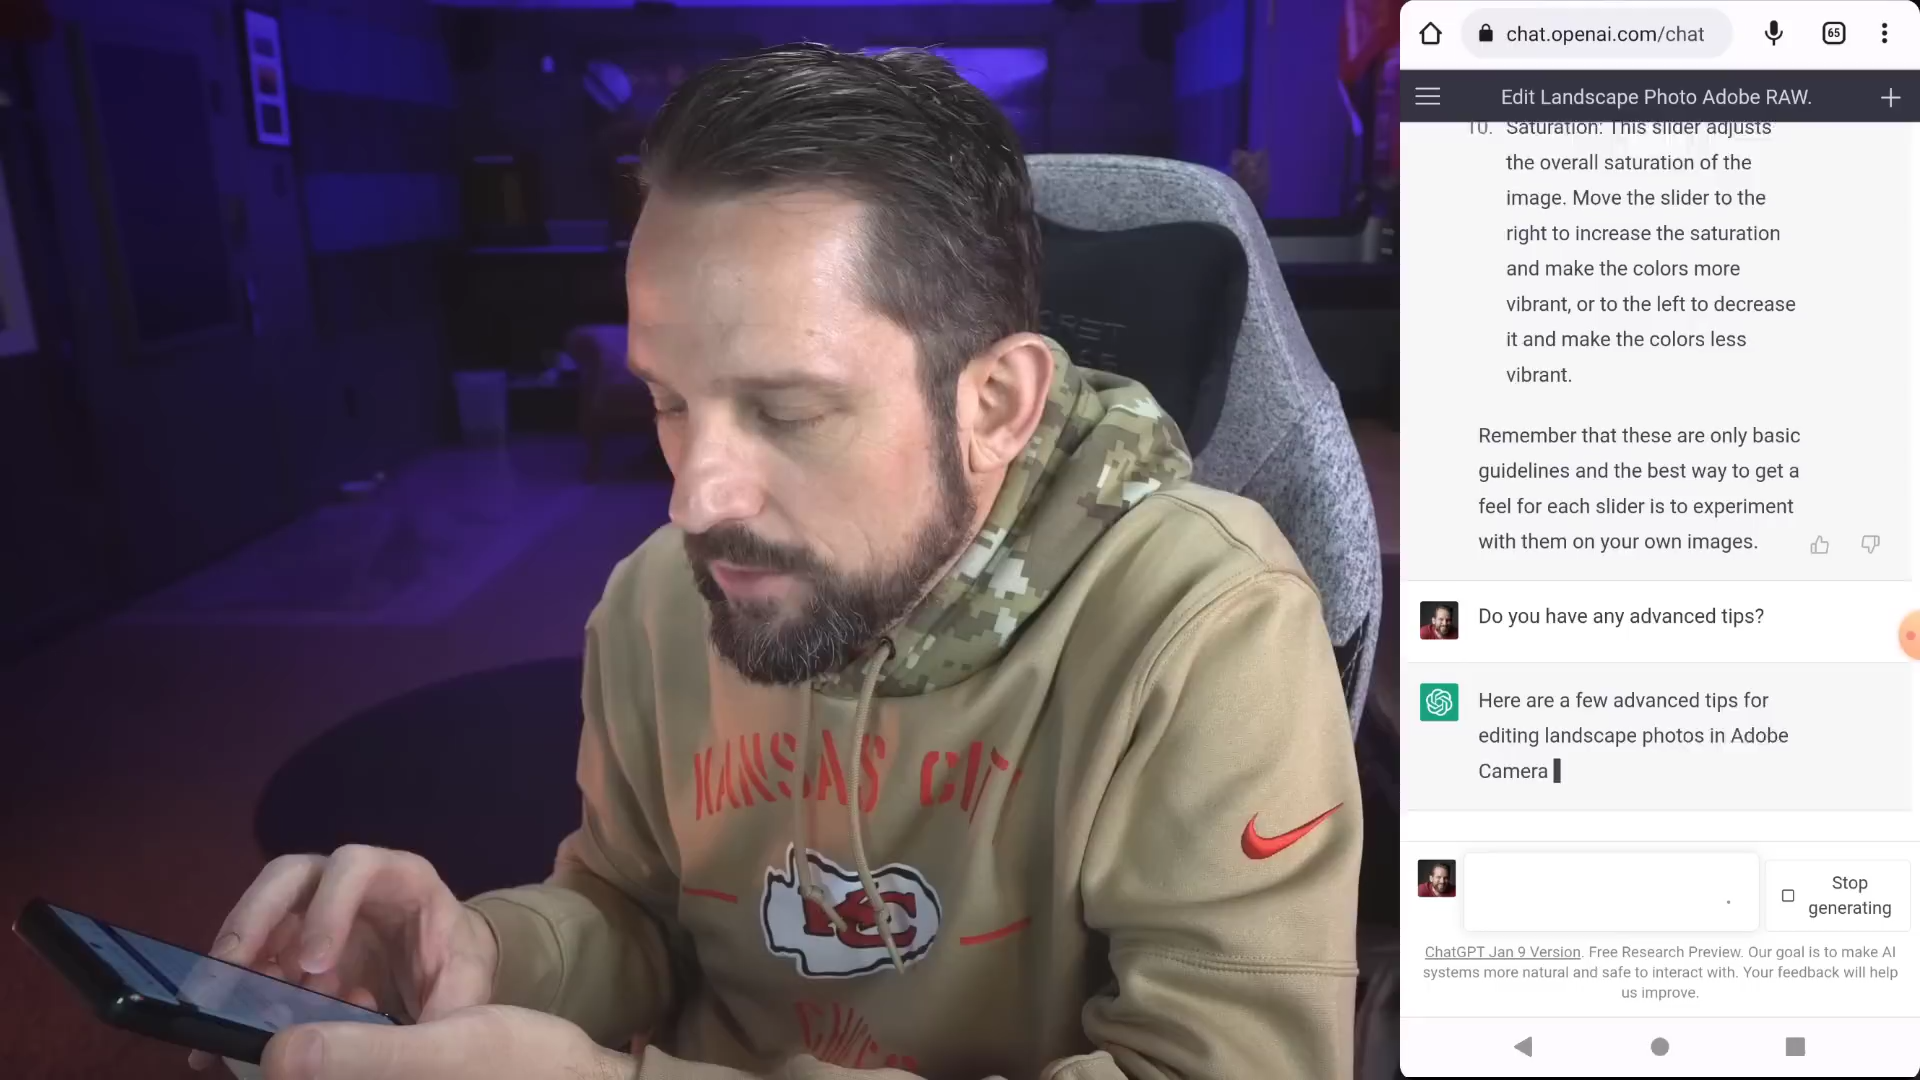 chat.openai.com/chat
65
Edit Landscape Photo Adobe RAW.
10. Saturation: This slider adjusts
the overall saturation of the
image. Move the slider to the
right to increase the saturation
and make the colors more
vibrant, or to the left to decrease
it and make the colors less
vibrant.
Remember that these are only basic
guidelines and the best way to get a
feel for each slider is to experiment
with them on your own images.
Do you have any advanced tips?
Here are a few advanced tips for
editing landscape photos in Adobe
Camera
Stop
generating
ChatGPT Jan 9 Version. Free Research Preview. Our goal is to make AI
systems more natural and safe to interact with. Your feedback will help
us improve.
KANSAS CIT
KC